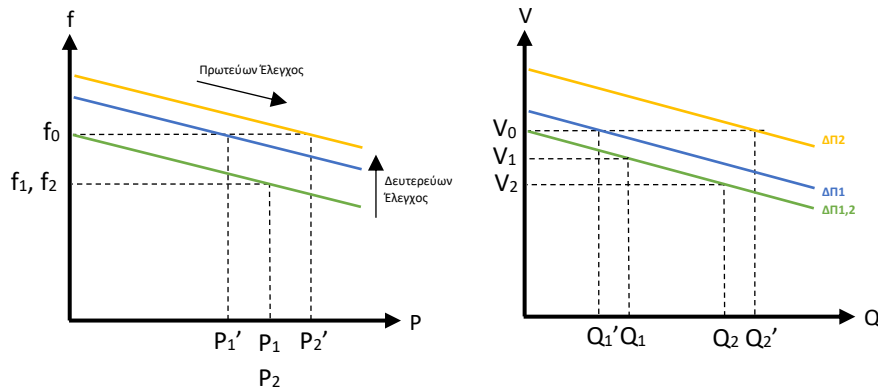 f
Πρωτεύων Έλεγχος
f₀
f₁, f₂
Δευτερεύων
Έλεγχος
P₁’ P₁ P₂’
P₂
P
V
V₀
V₁
V₂
ΔΠ2
ΔΠ1
ΔΠ1,2
Q₁’ Q₁ Q₂ Q₂’
Q